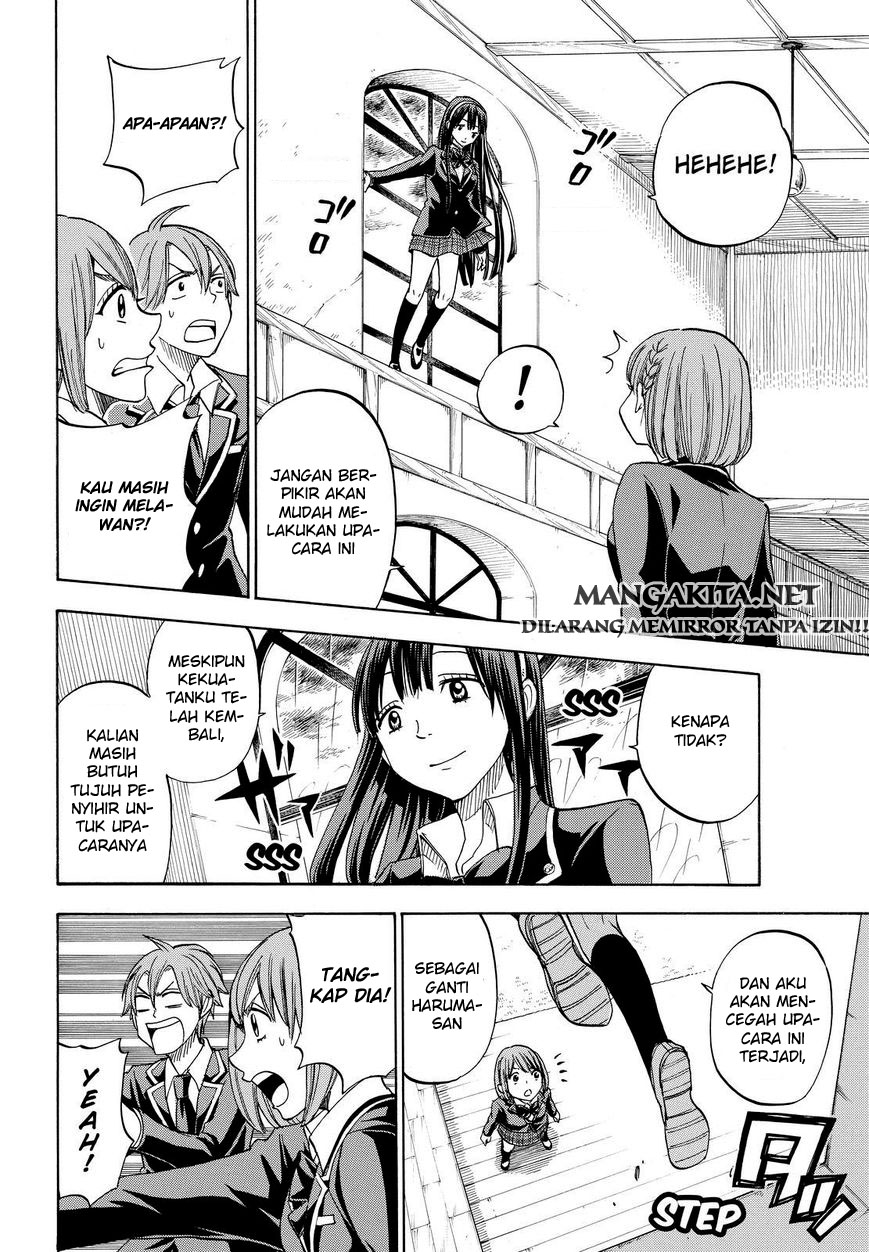 HEHEHE!
ゴロ
ゴロ
!
JANGAN BER-
PIKIR AKAN
MUDAH ME-
LAKUKAN UPA-
CARA INI
APA-APAAN?!
KAU MASIH
INGIN MELA-
WAN?!
MANGAKITA.NET
DILARANG MEMIRROR TANPA IZIN!!
KENAPA
TIDAK?
SSS
SSS
MESKIPUN
KEKUA-
TANKU TE-
LAH KEM-
BALI,
KALIAN
MASIH
BUTUH
TUJUH PE-
NYIHIR UN-
TUK UPA-
CARANYA
DAN AKU
AKAN MEN-
CEGAH UPA-
CARA INI
TERJADI,
SEBAGAI
GANTI
HARUMA-
SAN
タッ
STEP
TANG-
KAP DIA!
YEAH!